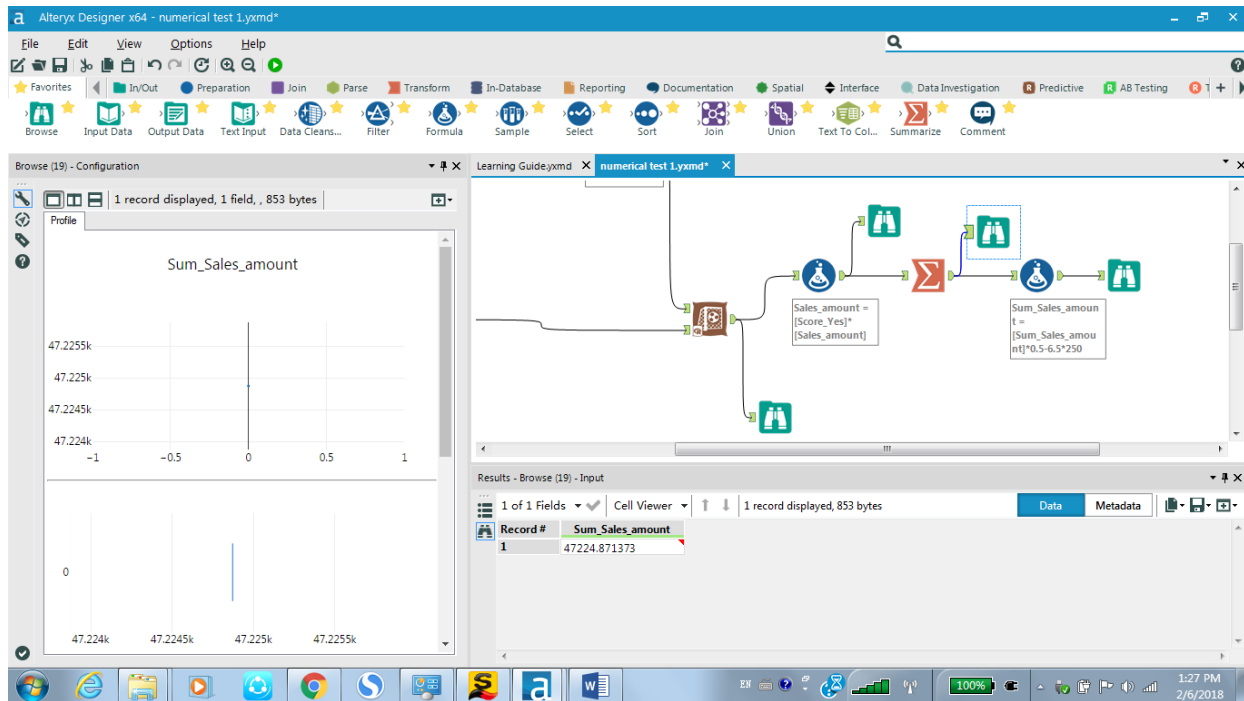 a Alteryx Designer x64 - numerical test 1.yxmd*
File Edit View Options Help
Favorites In/Out Preparation Join Parse Transform In-Database Reporting Documentation Spatial Interface Data Investigation R Predictive R AB Testing R T
Browse Input Data Output Data Text Input Data Cleans... Filter Formula Sample Select Sort Join Union Text To Col... Summarize Comment
Browse (19) - Configuration
1 record displayed, 1 field, , 853 bytes
Profile
Sum_Sales_amount
47.2255k
47.225k
47.2245k
47.224k
−1 −0.5 0 0.5 1
0
47.224k 47.2245k 47.225k 47.2255k
Learning Guide.yxmd X numerical test 1.yxmd* X
Sales_amount =
[Score_Yes]*
[Sales_amount]
Sum_Sales_amoun
t =
[Sum_Sales_amou
nt]*0.5-6.5*250
Results - Browse (19) - Input
1 of 1 Fields Cell Viewer 1 record displayed, 853 bytes Data Metadata
Record # Sum_Sales_amount
1 47224.871373
EN 100% 1:27 PM
2/6/2018